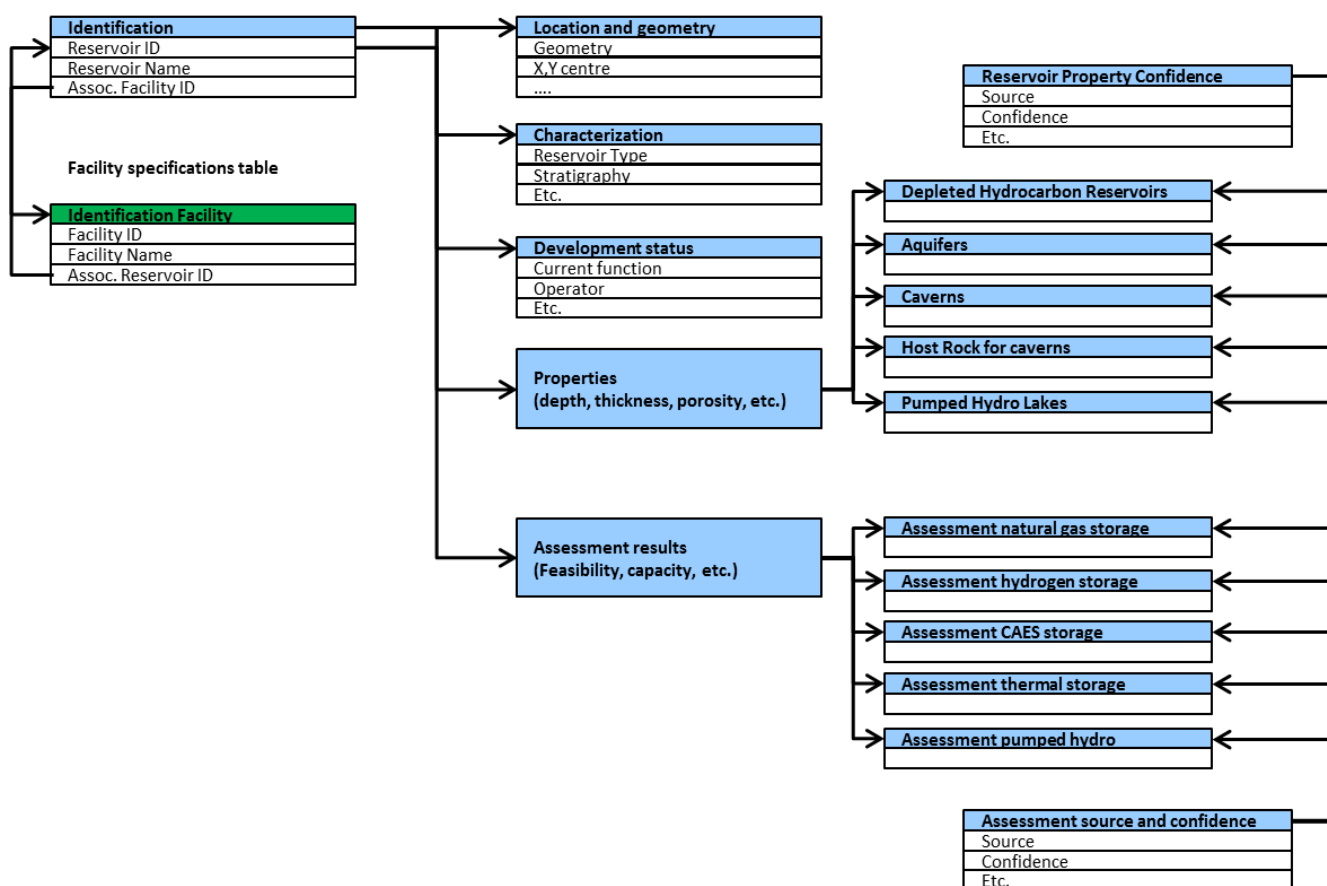 Identification
Reservoir ID
Reservoir Name
Assoc. Facility ID
Facility specifications table
Identification Facility
Facility ID
Facility Name
Assoc. Reservoir ID
Location and geometry
Geometry
X,Y centre
....
Characterization
Reservoir Type
Stratigraphy
Etc.
Development status
Current function
Operator
Etc.
Properties
(depth, thickness, porosity, etc.)
Assessment results
(Feasibility, capacity, etc.)
Reservoir Property Confidence
Source
Confidence
Etc.
Depleted Hydrocarbon Reservoirs
Aquifers
Caverns
Host Rock for caverns
Pumped Hydro Lakes
Assessment natural gas storage
Assessment hydrogen storage
Assessment CAES storage
Assessment thermal storage
Assessment pumped hydro
Assessment source and confidence
Source
Confidence
Etc.